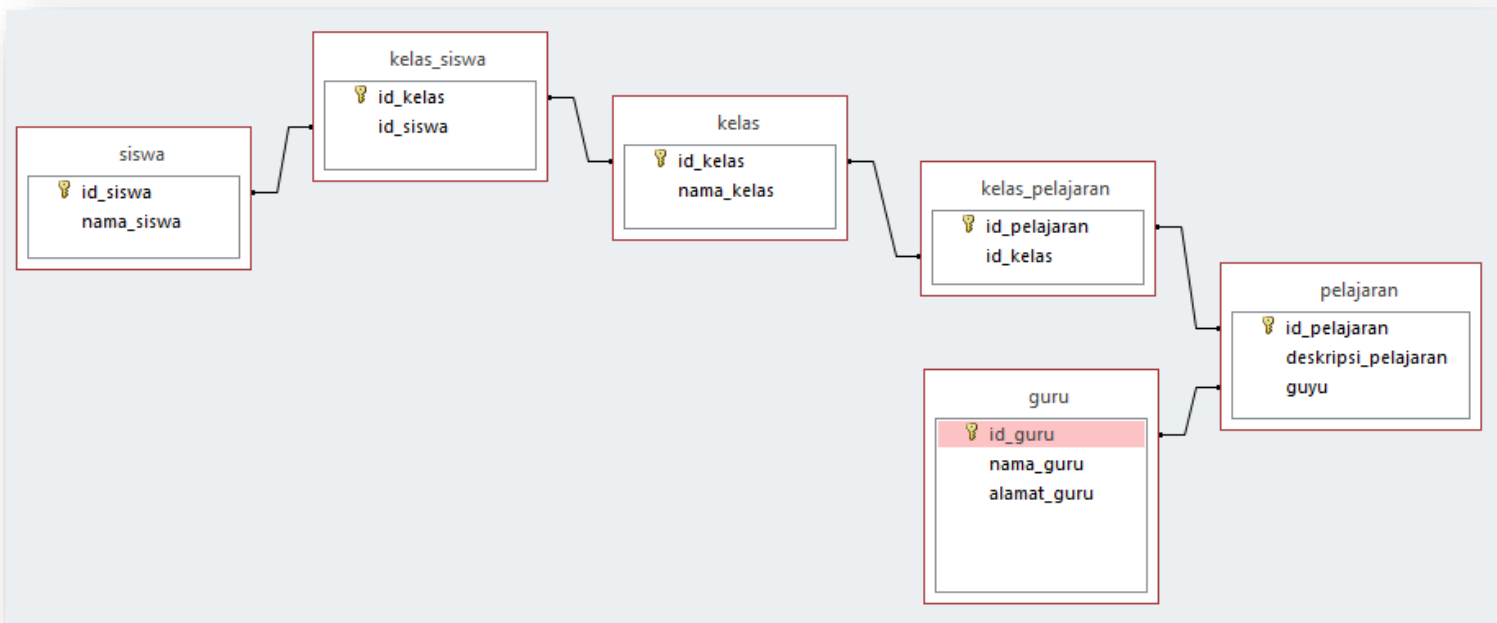 kelas_siswa
id_kelas
id_siswa
siswa
id_siswa
nama_siswa
kelas
id_kelas
nama_kelas
kelas_pelajaran
id_pelajaran
id_kelas
pelajaran
id_pelajaran
deskripsi_pelajaran
guyu
guru
id_guru
nama_guru
alamat_guru